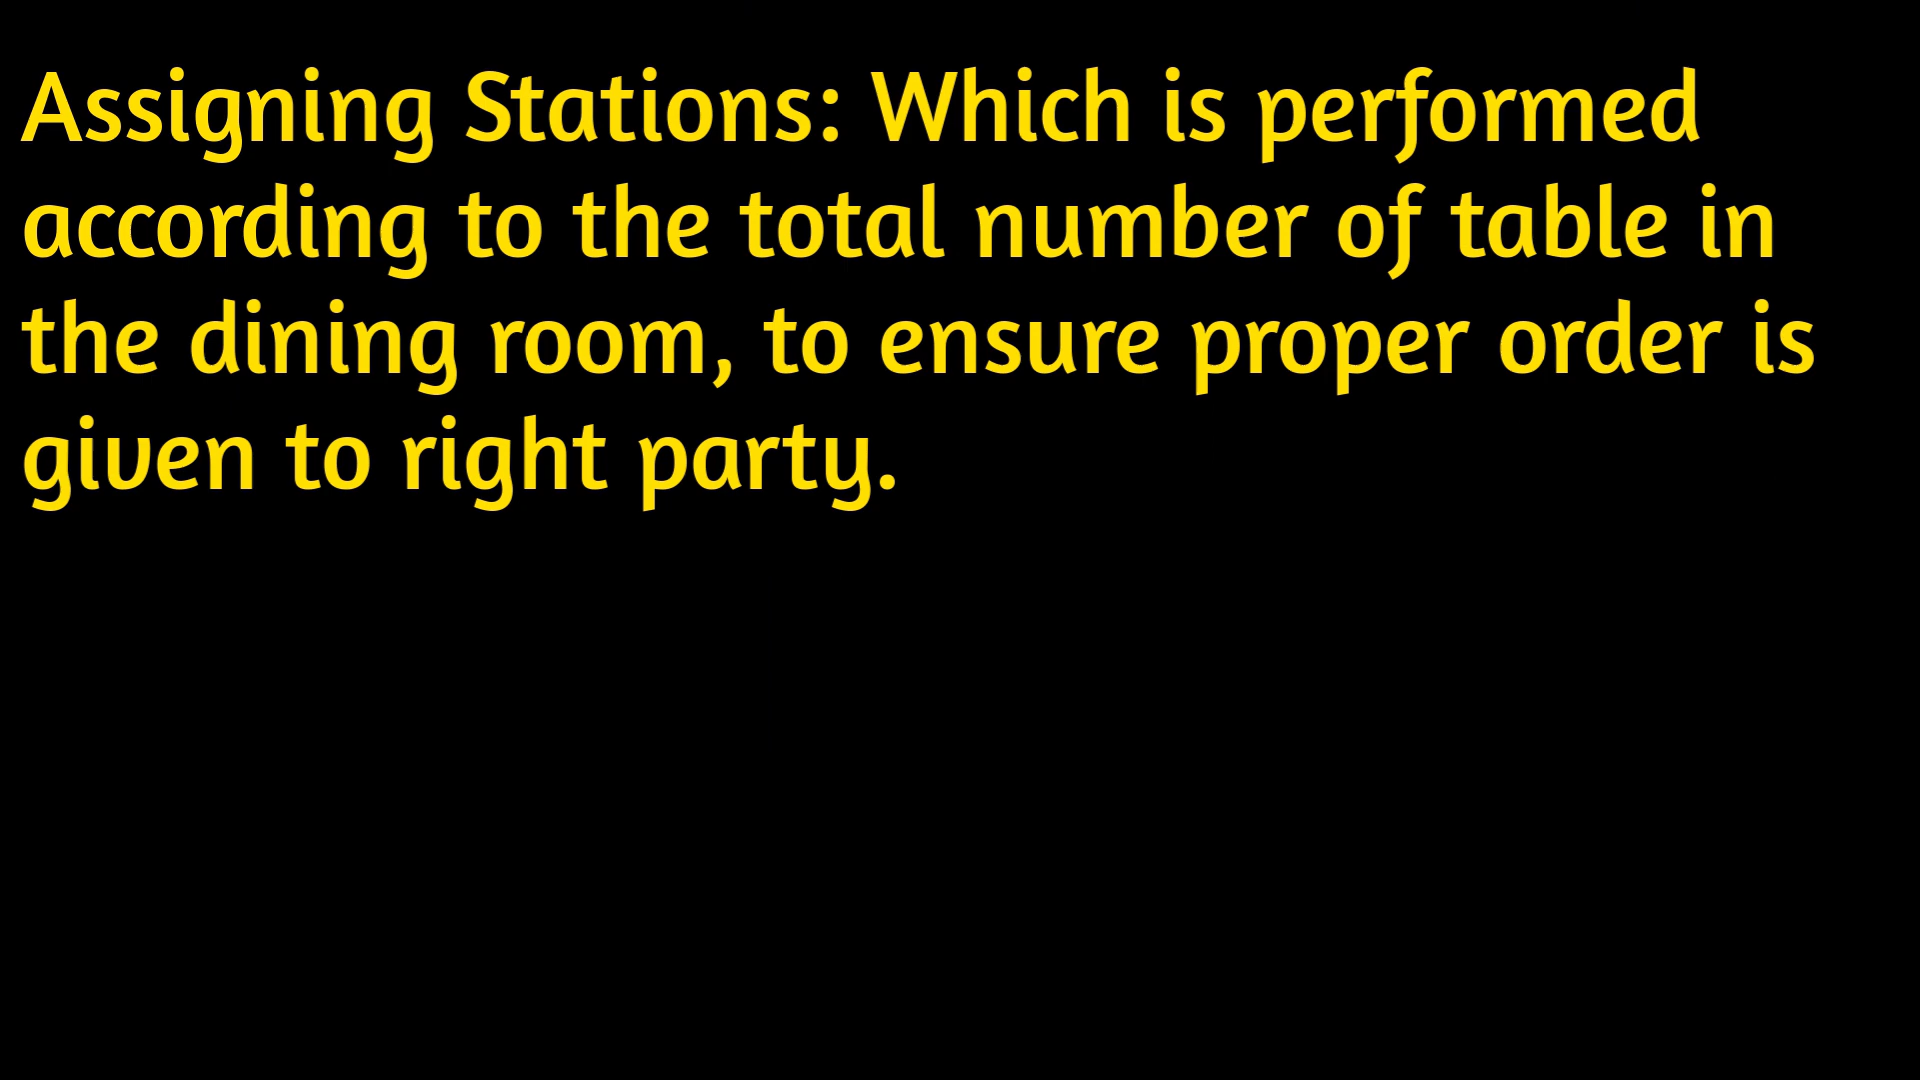 Assigning Stations: Which is performed
according to the total number of table in
the dining room, to ensure proper order is
given to right party.